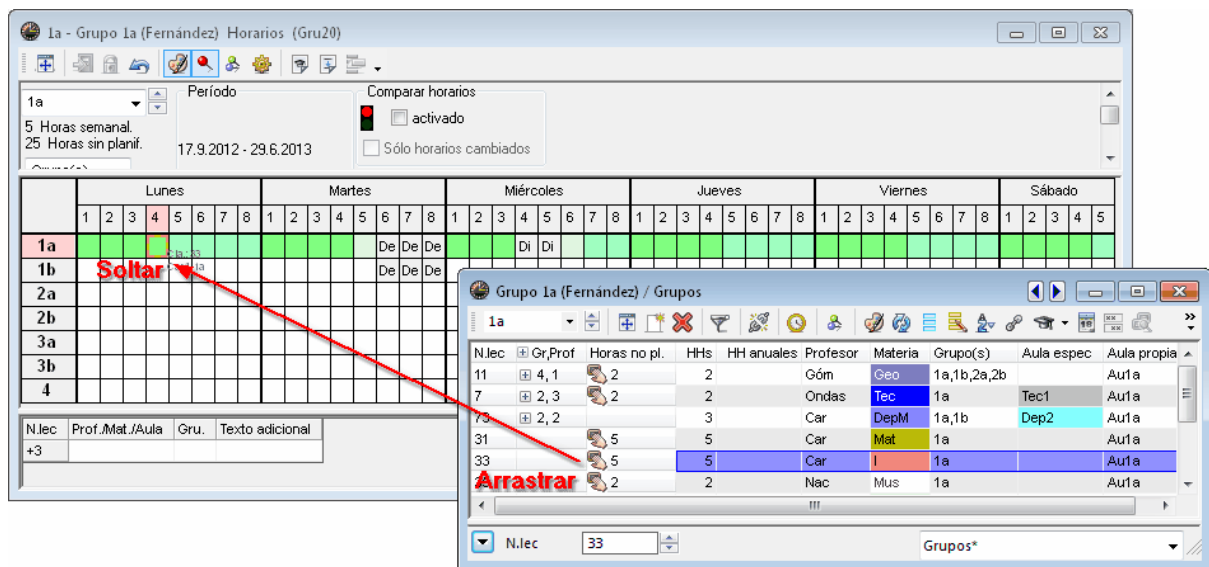 1a - Grupo 1a (Fernández) Horarios (Gru20)
1a
Período
Comparar horarios
activado
5 Horas semanal.
25 Horas sin planif.
17.9.2012 - 29.6.2013
Sólo horarios cambiados
Lunes Martes Miércoles Jueves Viernes Sábado
1 2 3 4 5 6 7 8 1 2 3 4 5 6 7 8 1 2 3 4 5 6 7 8 1 2 3 4 5 6 7 8 1 2 3 4 5 6 7 8 1 2 3 4 5
1a De De De Di Di
1b De De De
Soltar
2a
2b
3a
3b
4
N.lec Prof./Mat./Aula Gru. Texto adicional
+3
Grupo 1a (Fernández) / Grupos
1a
N.lec Gr,Prof Horas no pl. HHs HH anuales Profesor Materia Grupo(s) Aula espec Aula propia
11 4, 1 2 2 Góm Geo 1a,1b,2a,2b Au1a
7 2, 3 2 2 Ondas Tec 1a Tec1 Au1a
73 2, 2 3 Car DepM 1a,1b Dep2 Au1a
31 5 5 Car Mat 1a Au1a
33 5 5 Car I 1a Au1a
Arrastrar 2 2 Nac Mus 1a Au1a
N.lec 33 Grupos*